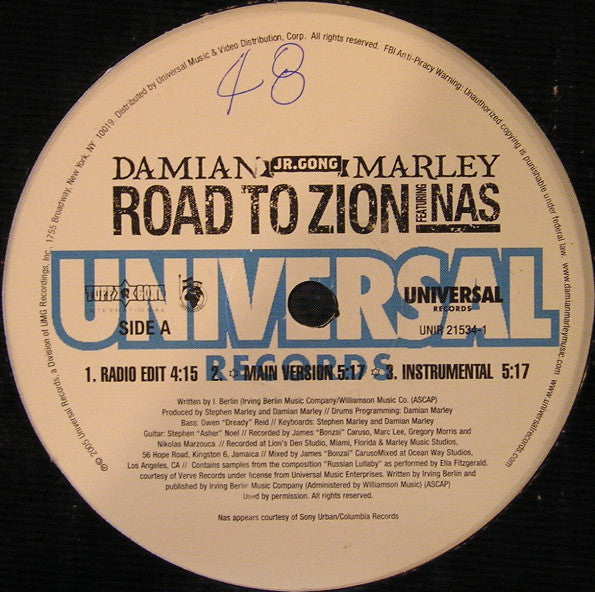 ℗© 2005 Universal Records, a Division of UMG Recordings, Inc., 1755 Broadway, New York, NY 10019. Distributed by Universal Music & Video Distribution, Corp. All rights reserved. FBI Anti-Piracy Warning: Unauthorized copying is punishable under federal law. www.damianmarleymusic.com www.universalrecords.com
48
DAMIAN JR.GONG MARLEY
ROAD TO ZION FEATURING NAS
UNIVERSAL
RECORDS
TUFF GONG
INTERNATIONAL
UNIVERSAL
RECORDS
SIDE A
UNIR 21534-1
1. RADIO EDIT 4:15 2. ✡ MAIN VERSION 5:17 ✡ 3. INSTRUMENTAL 5:17
Written by I. Berlin (Irving Berlin Music Company/Williamson Music Co. (ASCAP)
Produced by Stephen Marley and Damian Marley // Drums Programming: Damian Marley
Bass: Owen "Dready" Reid // Keyboards: Stephen Marley and Damian Marley
Guitar: Stephen "Asher" Noel // Recorded by James "Bonzai" Caruso, Marc Lee, Gregory Morris and
Nikolas Marzouca // Recorded at Lion's Den Studio, Miami, Florida & Marley Music Studios,
56 Hope Road, Kingston 6, Jamaica // Mixed by James "Bonzai" CarusoMixed at Ocean Way Studios,
Los Angeles, CA // Contains samples from the composition "Russian Lullaby" as performed by Ella Fitzgerald.
courtesy of Verve Records under license from Universal Music Enterprises. Written by Irving Berlin and
published by Irving Berlin Music Company (Administered by Williamson Music) (ASCAP)
Used by permission. All rights reserved.
Nas appears courtesy of Sony Urban/Columbia Records